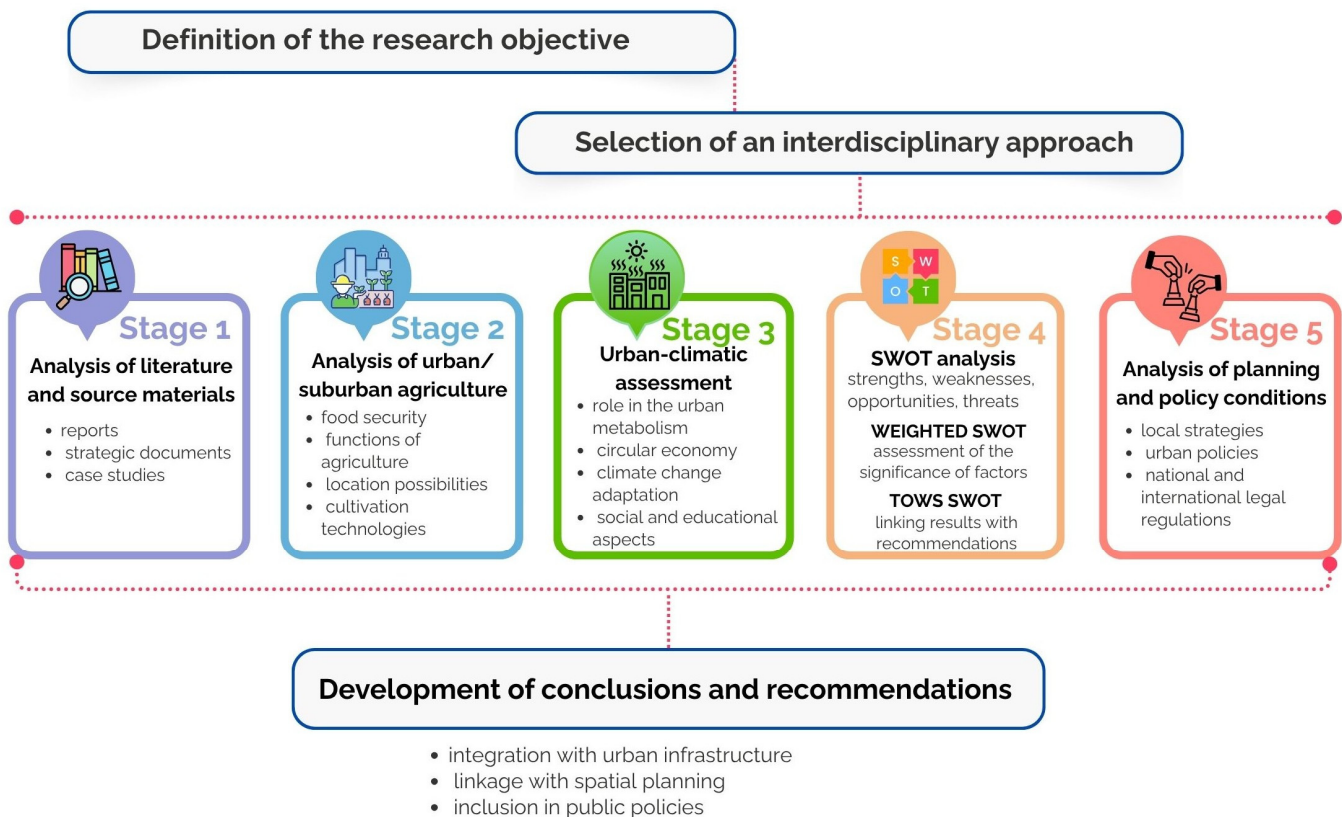 Definition of the research objective
Selection of an interdisciplinary approach
Stage 1
Analysis of literature
and source materials
• reports
• strategic documents
• case studies
Stage 2
Analysis of urban/
suburban agriculture
• food security
• functions of
agriculture
• location possibilities
• cultivation
technologies
Stage 3
Urban-climatic
assessment
• role in the urban
metabolism
• circular economy
• climate change
adaptation
• social and educational
aspects
S W
O T
Stage 4
SWOT analysis
strengths, weaknesses,
opportunities, threats
WEIGHTED SWOT
assessment of the
significance of factors
TOWS SWOT
linking results with
recommendations
Stage 5
Analysis of planning
and policy conditions
• local strategies
• urban policies
• national and
international legal
regulations
Development of conclusions and recommendations
• integration with urban infrastructure
• linkage with spatial planning
• inclusion in public policies